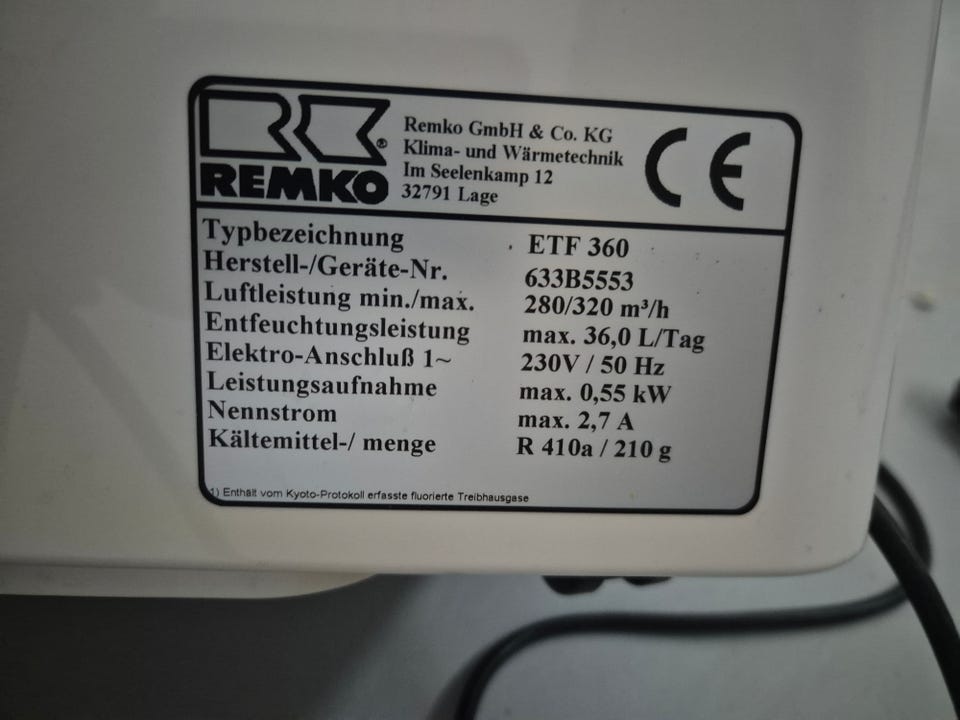 REMKO ®
Remko GmbH & Co. KG
Klima- und Wärmetechnik
Im Seelenkamp 12
32791 Lage
CE
Typbezeichnung ETF 360
Herstell-/Geräte-Nr. 633B5553
Luftleistung min./max. 280/320 m³/h
Entfeuchtungsleistung max. 36,0 L/Tag
Elektro-Anschluß 1~ 230V / 50 Hz
Leistungsaufnahme max. 0,55 kW
Nennstrom max. 2,7 A
Kältemittel-/ menge R 410a / 210 g
1) Enthält vom Kyoto-Protokoll erfasste fluorierte Treibhausgase